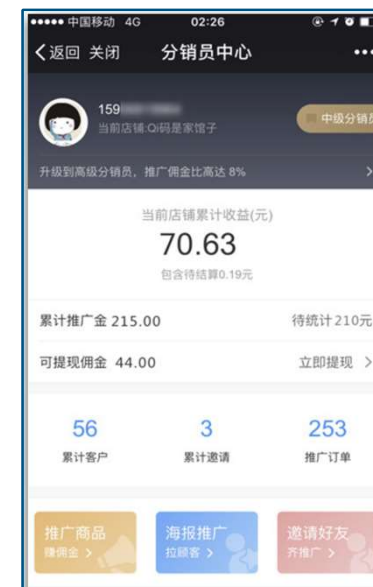 中国移动 4G 02:26
返回 关闭 分销员中心
159
当前店铺:Qi码是家馆子
中级分销员
升级到高级分销员，推广佣金比高达 8%
当前店铺累计收益(元)
70.63
包含待结算0.19元
累计推广金 215.00 待统计210元
可提现佣金 44.00 立即提现
56 3 253
累计客户 累计邀请 推广订单
推广商品 海报推广 邀请好友
赚佣金 拉顾客 齐推广